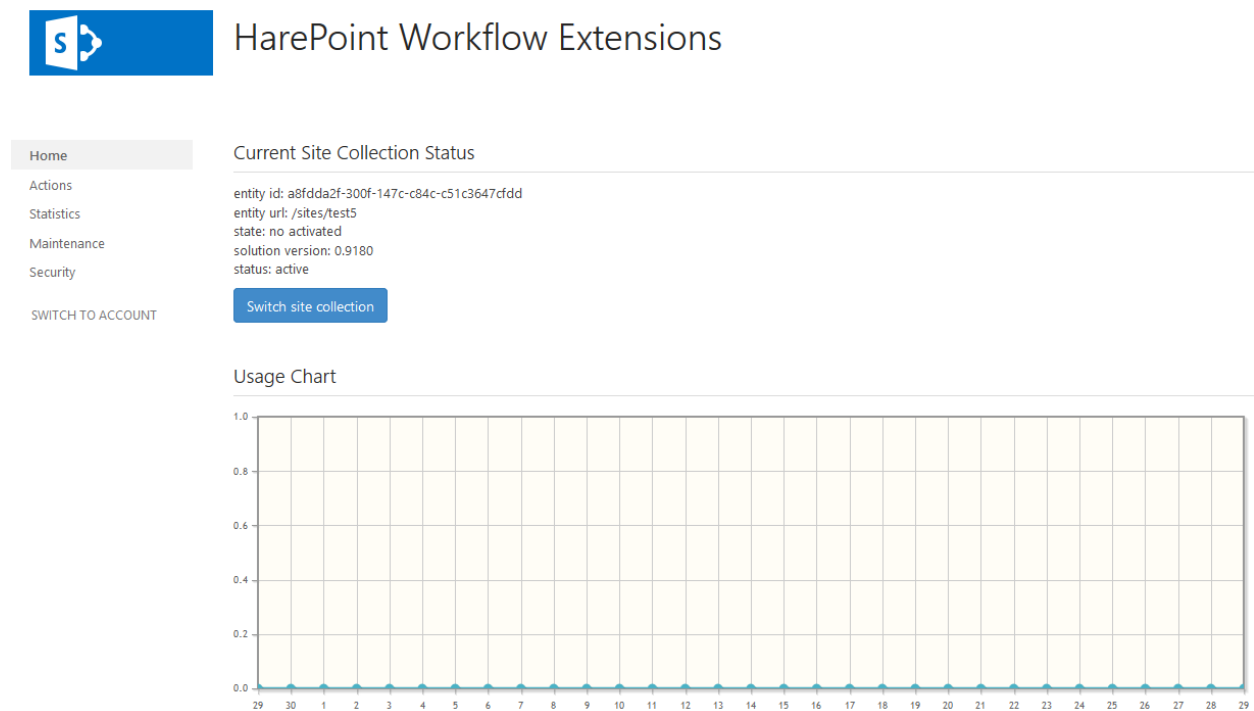 S
HarePoint Workflow Extensions
Home
Actions
Statistics
Maintenance
Security
SWITCH TO ACCOUNT
Current Site Collection Status
entity id: a8fdda2f-300f-147c-c84c-c51c3647cfdd
entity url: /sites/test5
state: no activated
solution version: 0.9180
status: active
Switch site collection
Usage Chart
1.0
0.8
0.6
0.4
0.2
0.0
29 30 1 2 3 4 5 6 7 8 9 10 11 12 13 14 15 16 17 18 19 20 21 22 23 24 25 26 27 28 29